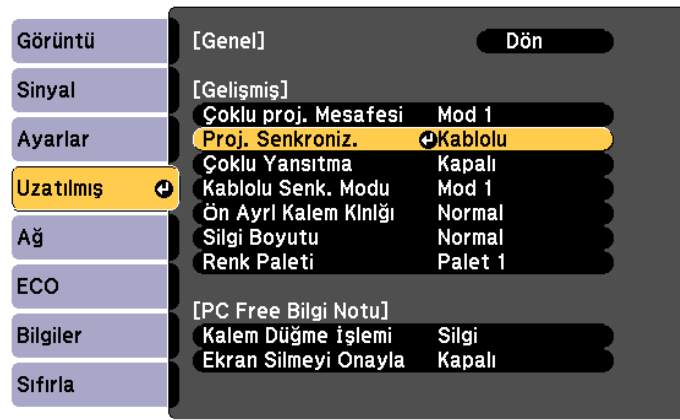 Görüntü
Sinyal
Ayarlar
Uzatılmış
Ağ
ECO
Bilgiler
Sıfırla
[Genel] Dön
[Gelişmiş]
Çoklu proj. Mesafesi Mod 1
Proj. Senkroniz. Kablolu
Çoklu Yansıtma Kapalı
Kablolu Senk. Modu Mod 1
Ön Ayrl Kalem Klnlğı Normal
Silgi Boyutu Normal
Renk Paleti Palet 1
[PC Free Bilgi Notu]
Kalem Düğme İşlemi Silgi
Ekran Silmeyi Onayla Kapalı